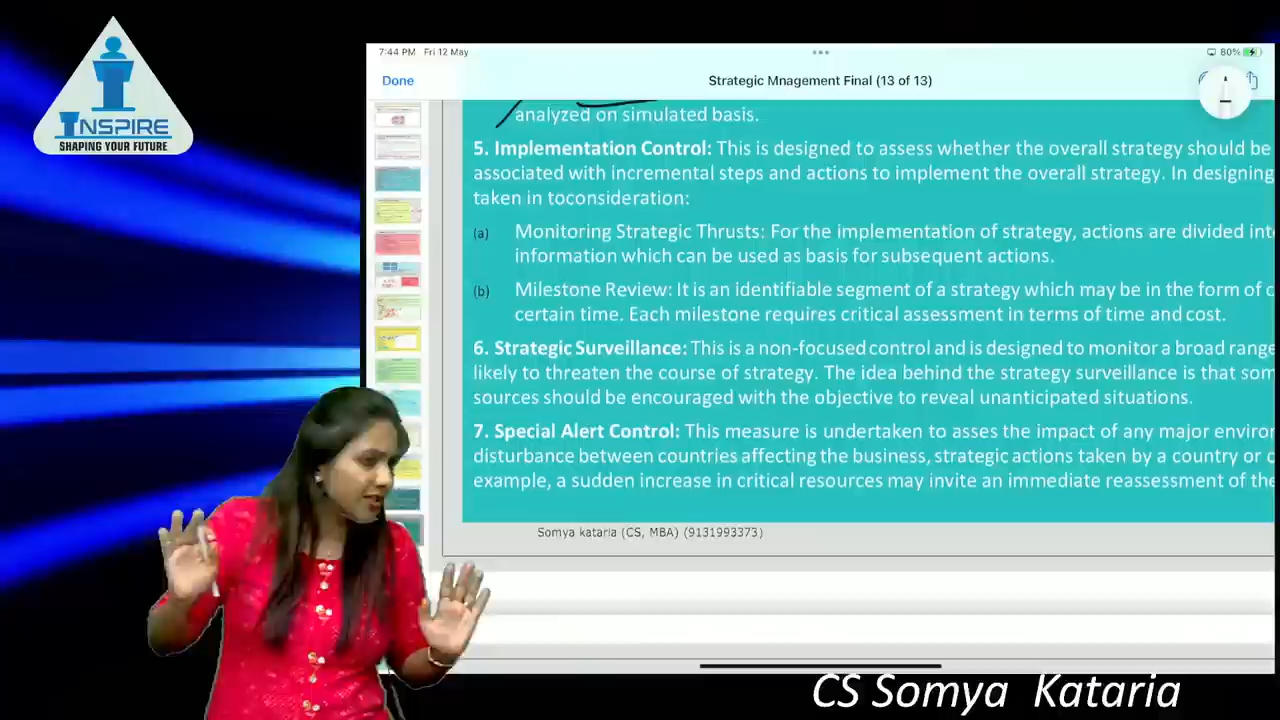 7:44 PM Fri 12 May
80%
Done
Strategic Mnagement Final (13 of 13)
INSPIRE
SHAPING YOUR FUTURE
analyzed on simulated basis.
5. Implementation Control: This is designed to assess whether the overall strategy should be
associated with incremental steps and actions to implement the overall strategy. In designing
taken in toconsideration:
(a) Monitoring Strategic Thrusts: For the implementation of strategy, actions are divided int
information which can be used as basis for subsequent actions.
(b) Milestone Review: It is an identifiable segment of a strategy which may be in the form of
certain time. Each milestone requires critical assessment in terms of time and cost.
6. Strategic Surveillance: This is a non-focused control and is designed to monitor a broad range
likely to threaten the course of strategy. The idea behind the strategy surveillance is that som
sources should be encouraged with the objective to reveal unanticipated situations.
7. Special Alert Control: This measure is undertaken to asses the impact of any major environ
disturbance between countries affecting the business, strategic actions taken by a country or
example, a sudden increase in critical resources may invite an immediate reassessment of the
Somya kataria (CS, MBA) (9131993373)
CS Somya Kataria